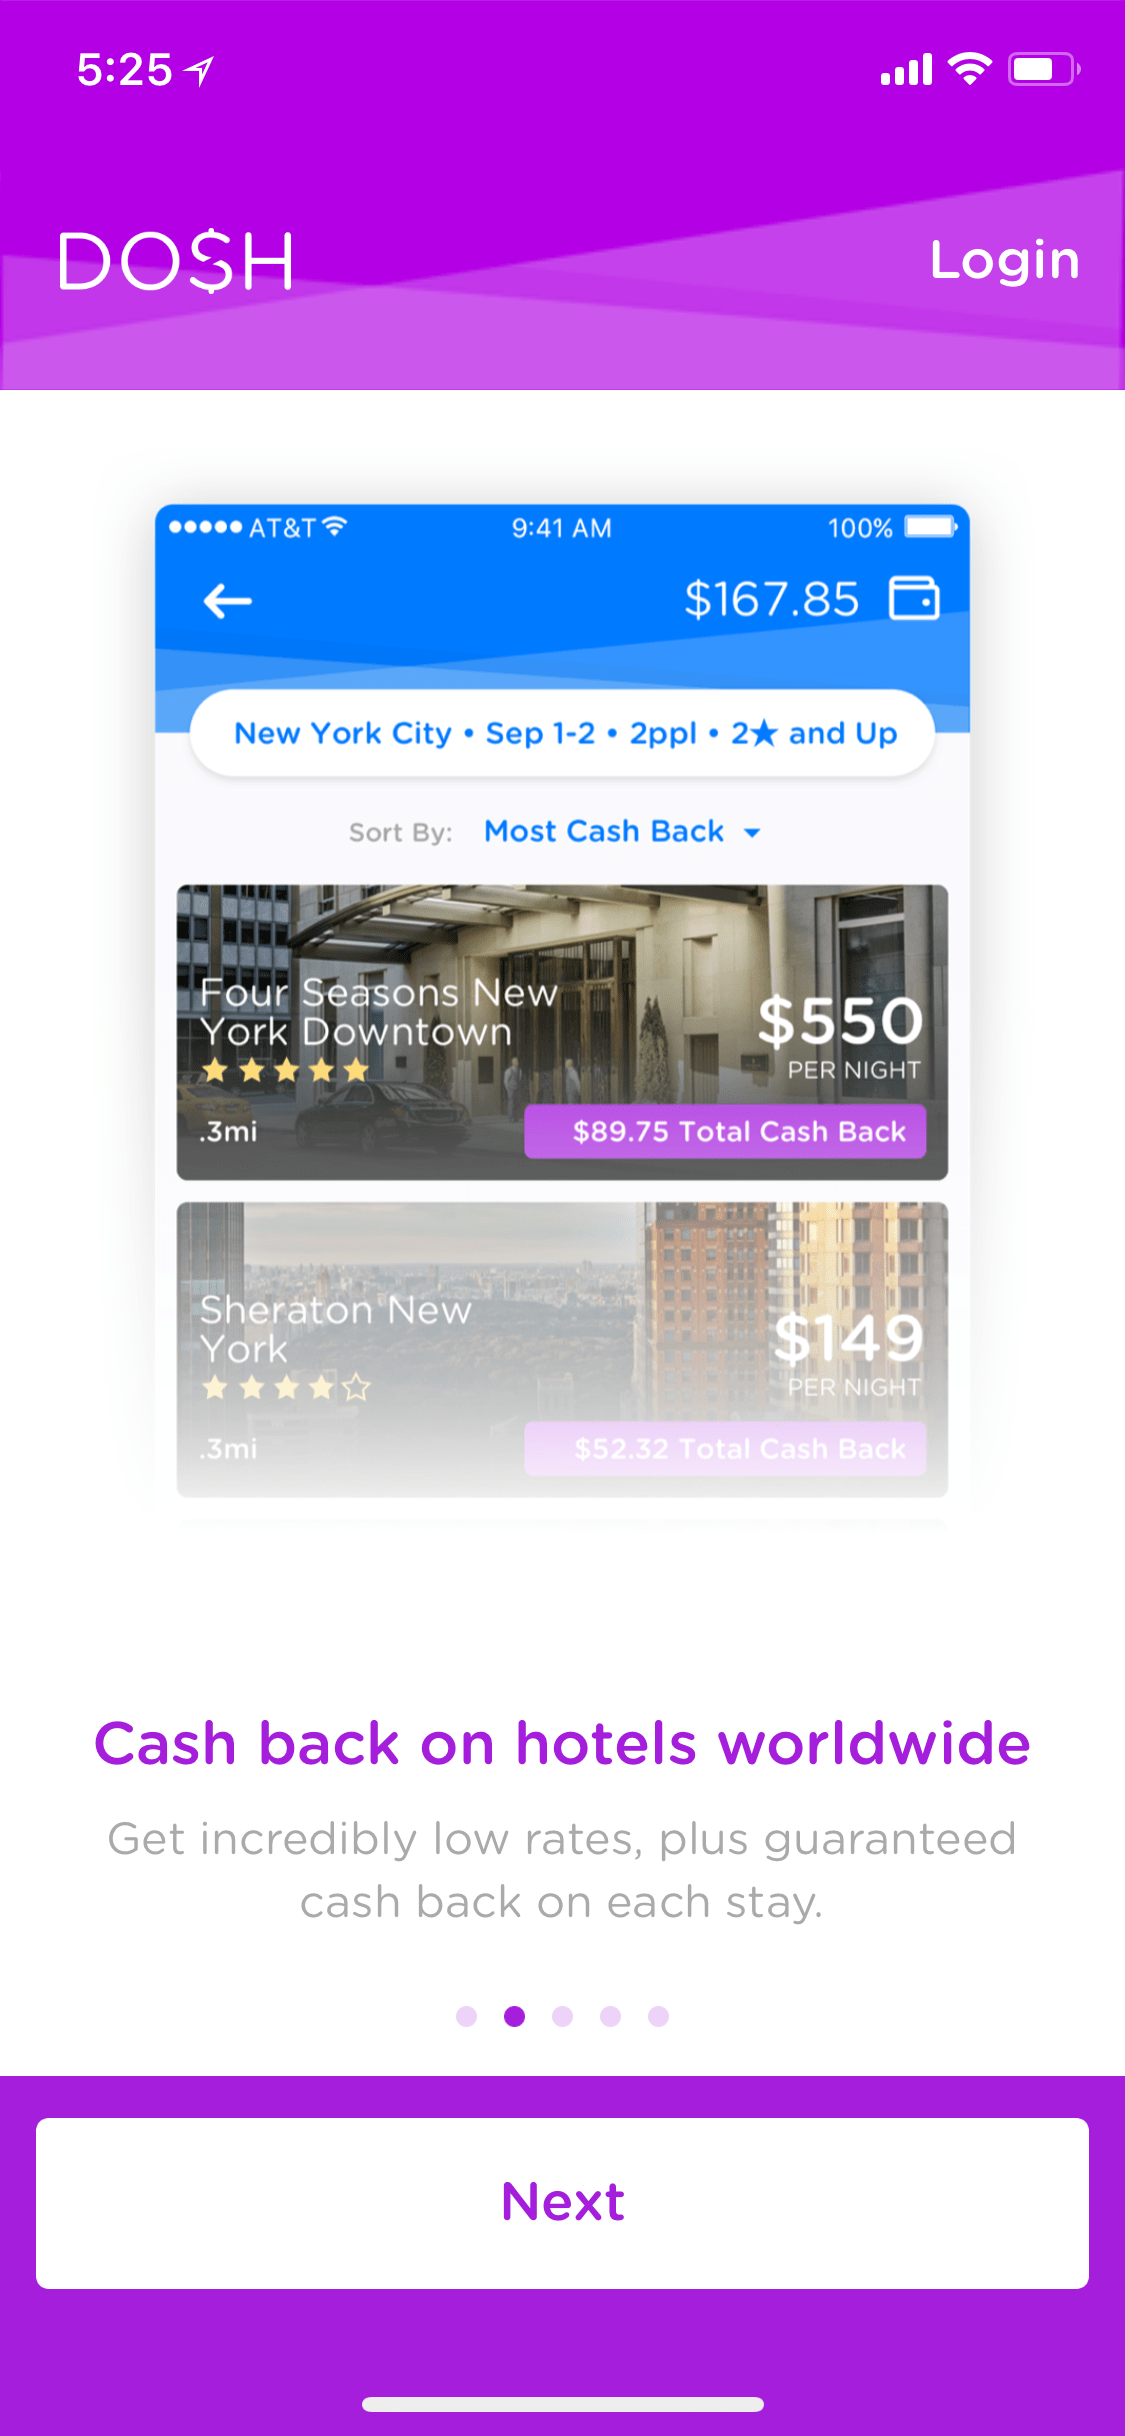 5:25
DO$H
Login
AT&T 9:41 AM 100%
$167.85
New York City • Sep 1-2 • 2ppl • 2★ and Up
Sort By: Most Cash Back
Four Seasons New
York Downtown
$550
PER NIGHT
.3mi
$89.75 Total Cash Back
Sheraton New
York
$149
PER NIGHT
.3mi
$52.32 Total Cash Back
Cash back on hotels worldwide
Get incredibly low rates, plus guaranteed
cash back on each stay.
Next